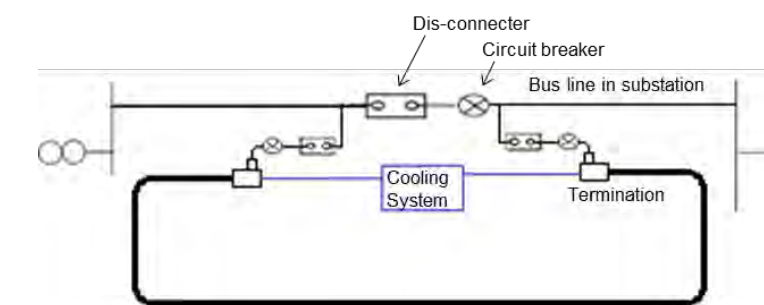 Dis-connecter
Circuit breaker
Bus line in substation
Cooling
System
Termination